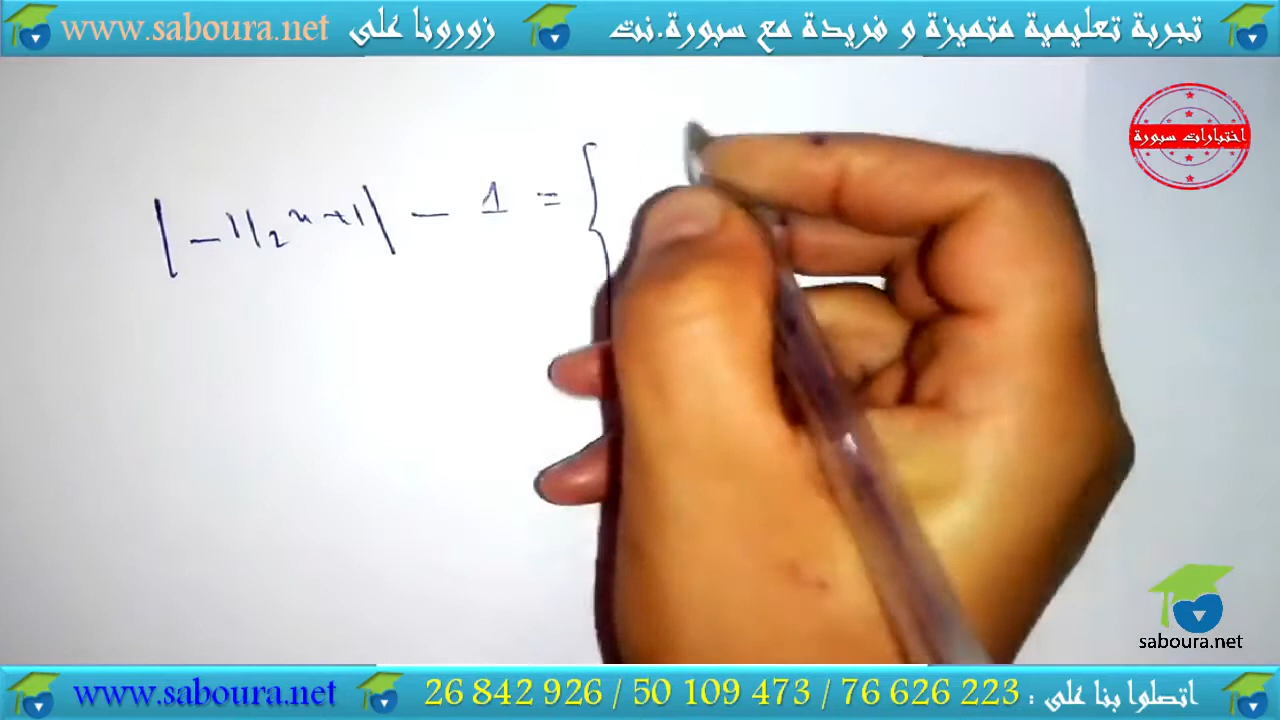 تجربة تعليمية متميزة و فريدة مع سبورة.نت زورونا على www.saboura.net
اختبارات سبورة
|-1/2x+1| - 1 = {
saboura.net
اتصلوا بنا على : 26 842 926 / 50 109 473 / 76 626 223 www.saboura.net